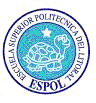 ESCUELA SUPERIOR POLITECNICA DEL LITORAL
ESPOL